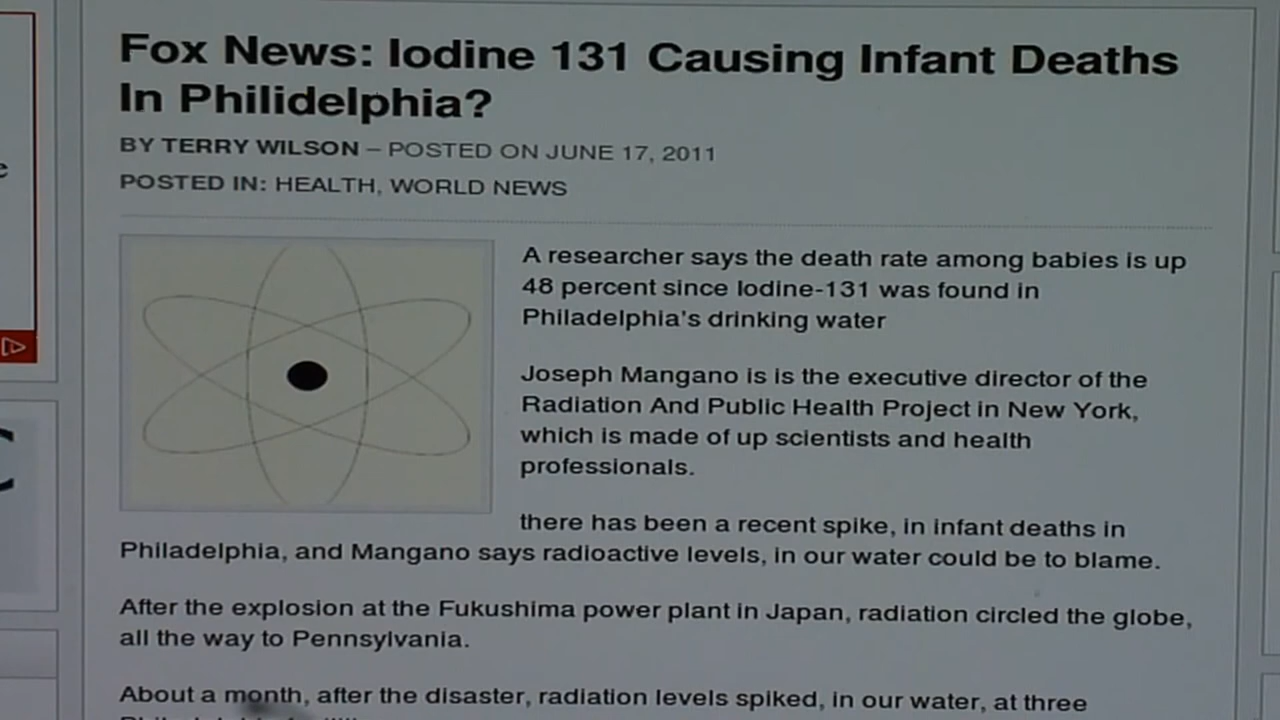 Fox News: Iodine 131 Causing Infant Deaths
In Philidelphia?
BY TERRY WILSON – POSTED ON JUNE 17, 2011
POSTED IN: HEALTH, WORLD NEWS
A researcher says the death rate among babies is up
48 percent since Iodine-131 was found in
Philadelphia's drinking water
Joseph Mangano is is the executive director of the
Radiation And Public Health Project in New York,
which is made of up scientists and health
professionals.
there has been a recent spike, in infant deaths in
Philadelphia, and Mangano says radioactive levels, in our water could be to blame.
After the explosion at the Fukushima power plant in Japan, radiation circled the globe,
all the way to Pennsylvania.
About a month, after the disaster, radiation levels spiked, in our water, at three